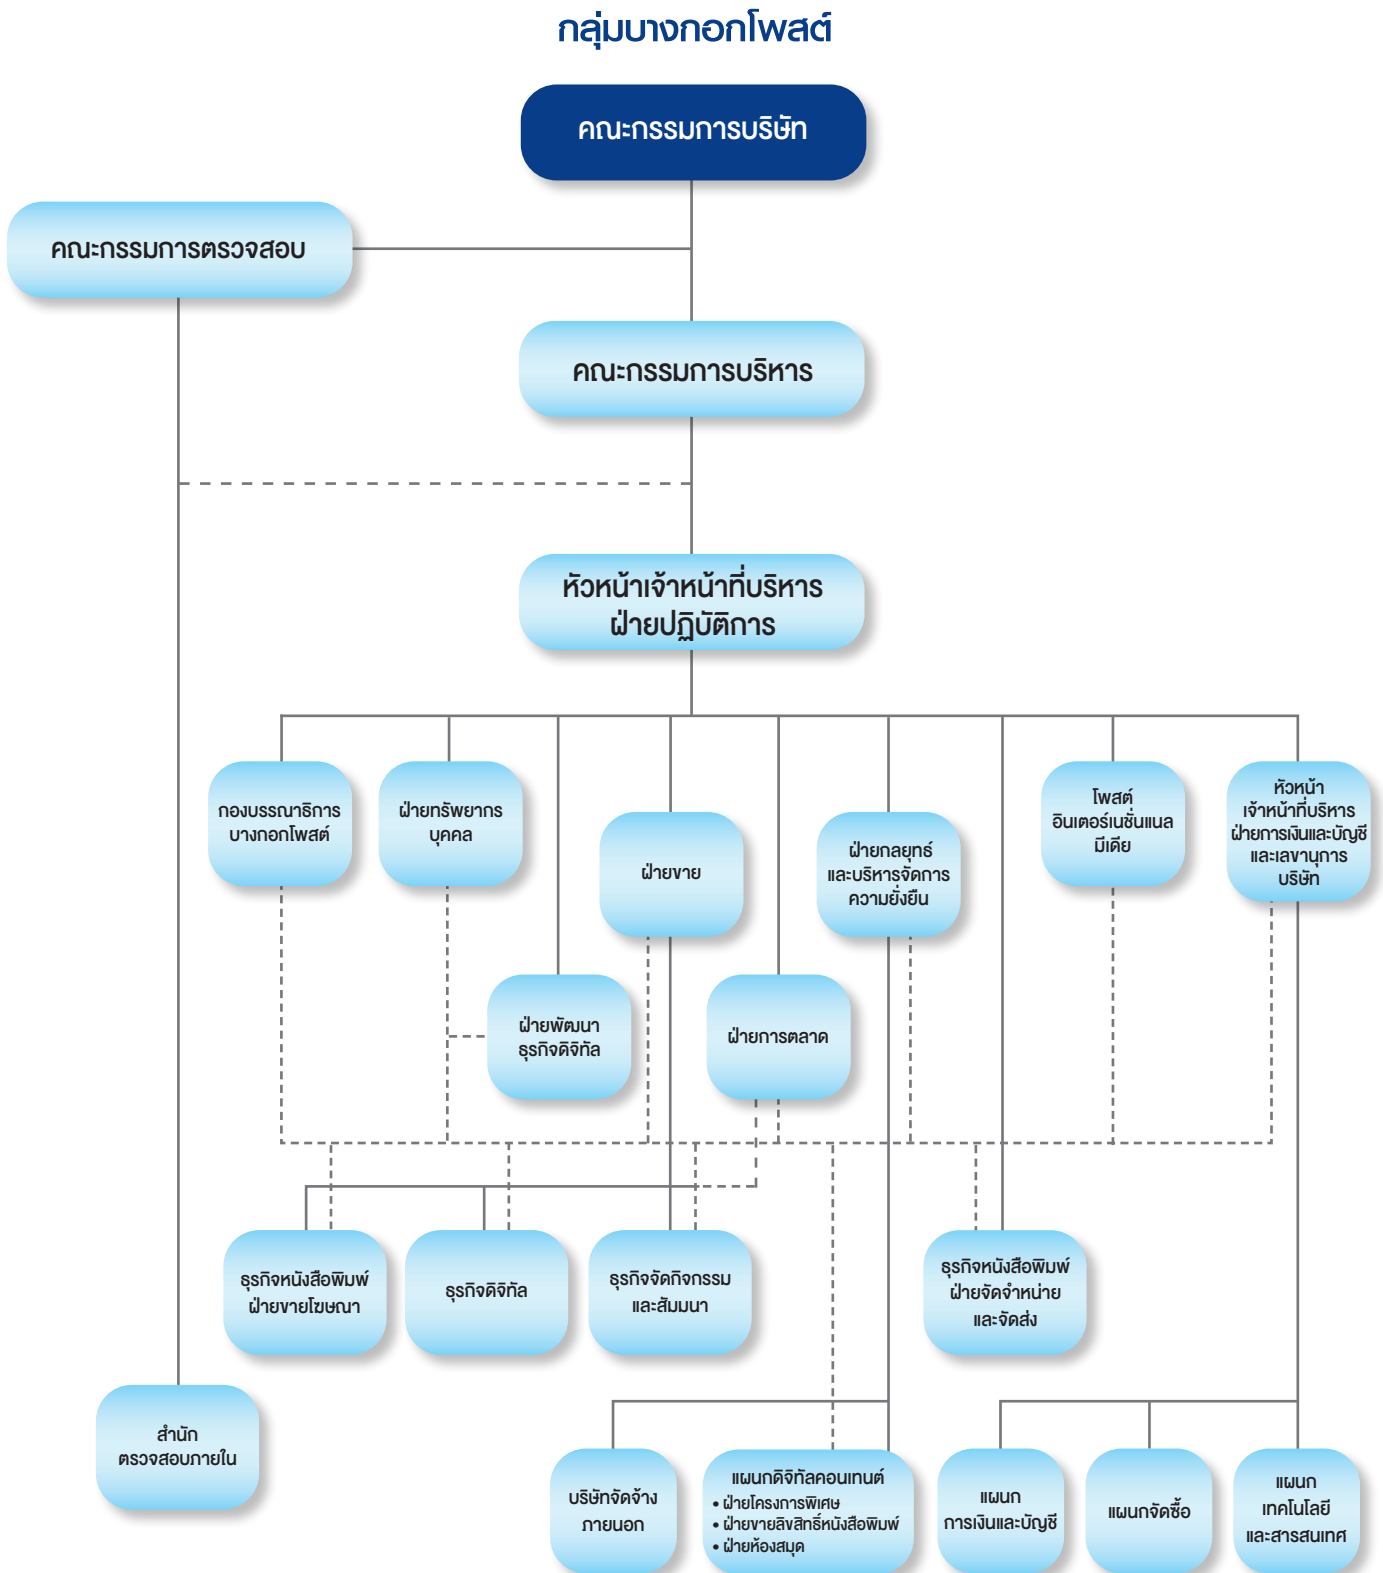 กลุ่มบางกอกโพสต์
คณะกรรมการบริษัท
คณะกรรมการตรวจสอบ
คณะกรรมการบริหาร
หัวหน้าเจ้าหน้าที่บริหาร
ฝ่ายปฏิบัติการ
กองบรรณาธิการ
บางกอกโพสต์
ฝ่ายทรัพยากร
บุคคล
ฝ่ายขาย
ฝ่ายกลยุทธ์
และบริหารจัดการ
ความยั่งยืน
โพสต์
อินเตอร์เนชั่นแนล
มีเดีย
หัวหน้า
เจ้าหน้าที่บริหาร
ฝ่ายการเงินและบัญชี
และเลขานุการ
บริษัท
ฝ่ายพัฒนา
ธุรกิจดิจิทัล
ฝ่ายการตลาด
ธุรกิจหนังสือพิมพ์
ฝ่ายขายโฆษณา
ธุรกิจดิจิทัล
ธุรกิจจัดกิจกรรม
และสัมมนา
ธุรกิจหนังสือพิมพ์
ฝ่ายจัดจำหน่าย
และจัดส่ง
สำนัก
ตรวจสอบภายใน
บริษัทจัดจ้าง
ภายนอก
แผนกดิจิทัลคอนเทนต์
• ฝ่ายโครงการพิเศษ
• ฝ่ายขายลิขสิทธิ์หนังสือพิมพ์
• ฝ่ายห้องสมุด
แผนก
การเงินและบัญชี
แผนกจัดซื้อ
แผนก
เทคโนโลยี
และสารสนเทศ